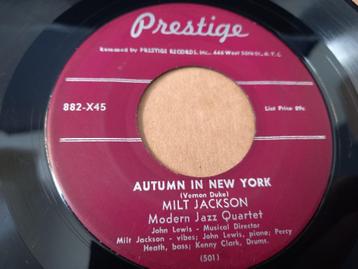 Prestige
Recorded by PRESTIGE RECORDS, Inc., 446 West 50th St., N.Y.C.
882-X45
List Price 89c
AUTUMN IN NEW YORK
(Vernon Duke)
MILT JACKSON
Modern Jazz Quartet
John Lewis - Musical Director
Milt Jackson - vibes; John Lewis, piano; Percy
Heath, bass; Kenny Clark, Drums.
(501)